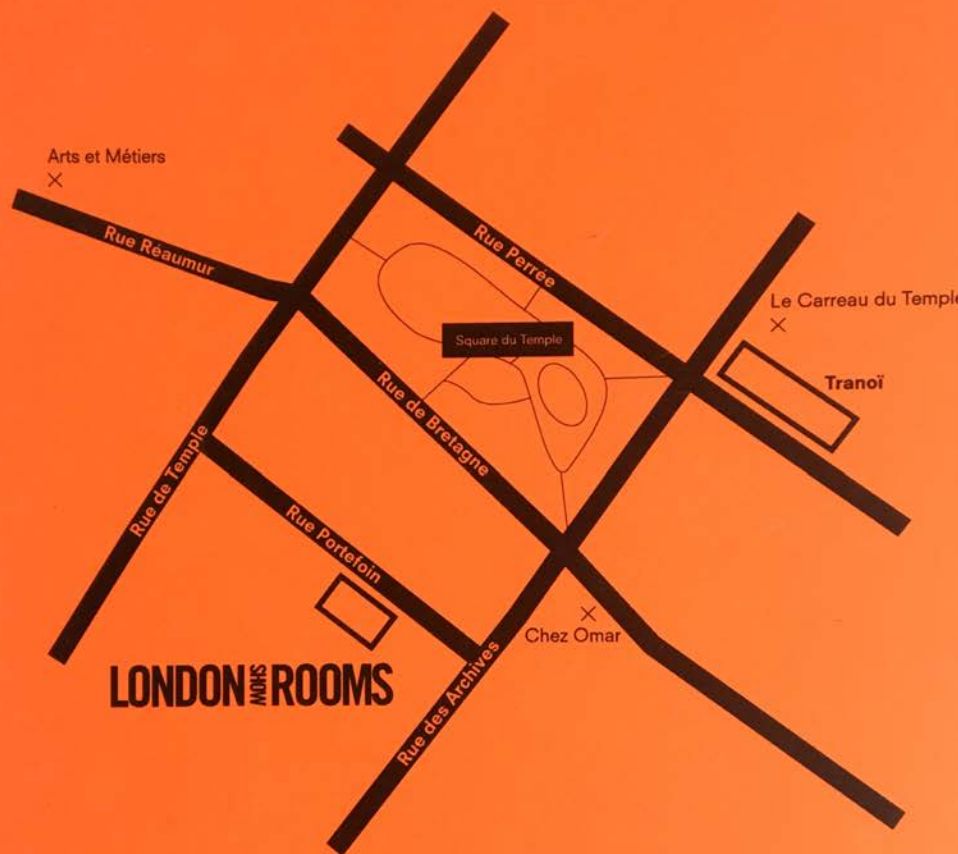 Arts et Métiers
Rue Réaumur
Rue Perrée
Le Carreau du Temple
Square du Temple
Tranoï
Rue de Bretagne
Rue de Temple
Rue Portefoin
Chez Omar
LONDON SHOW ROOMS
Rue des Archives